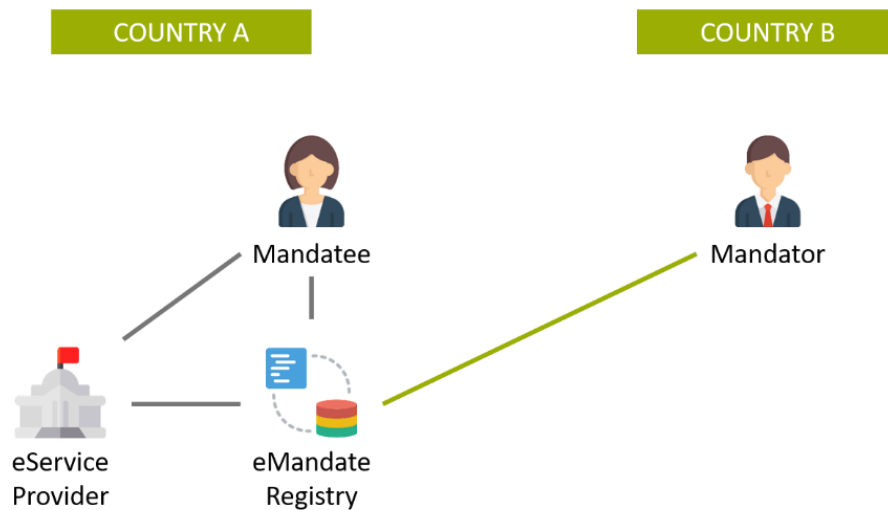 COUNTRY A
COUNTRY B
Mandatee
Mandator
eService
Provider
eMandate
Registry